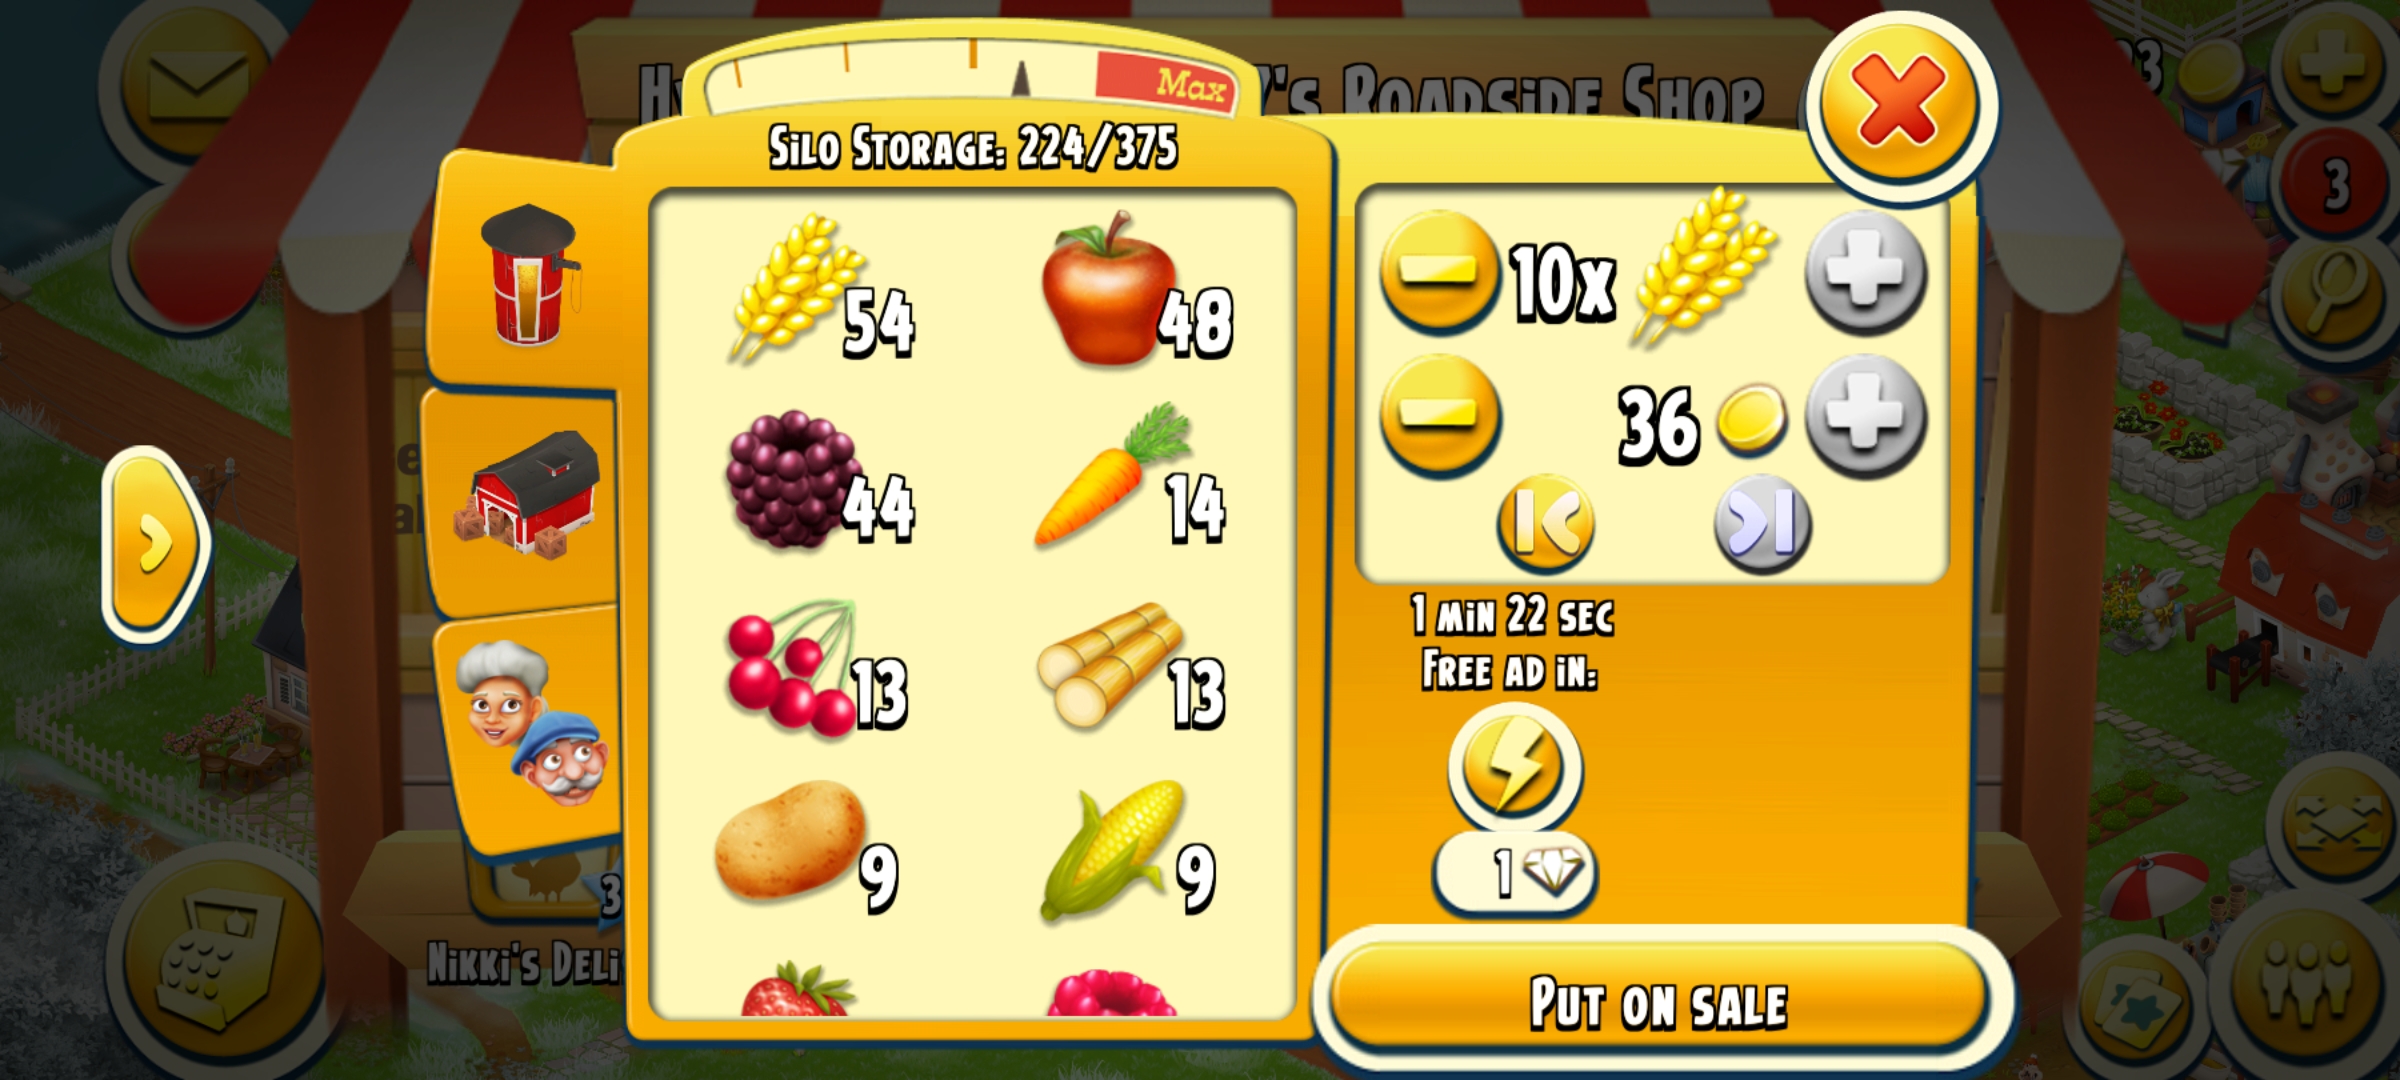 'S ROADSIDE SHOP
Max
SILO STORAGE: 224/375
54
48
44
14
13
13
9
9
10x
36
1 MIN 22 SEC
FREE AD IN:
1
PUT ON SALE
3
3
NIKKI'S DELI